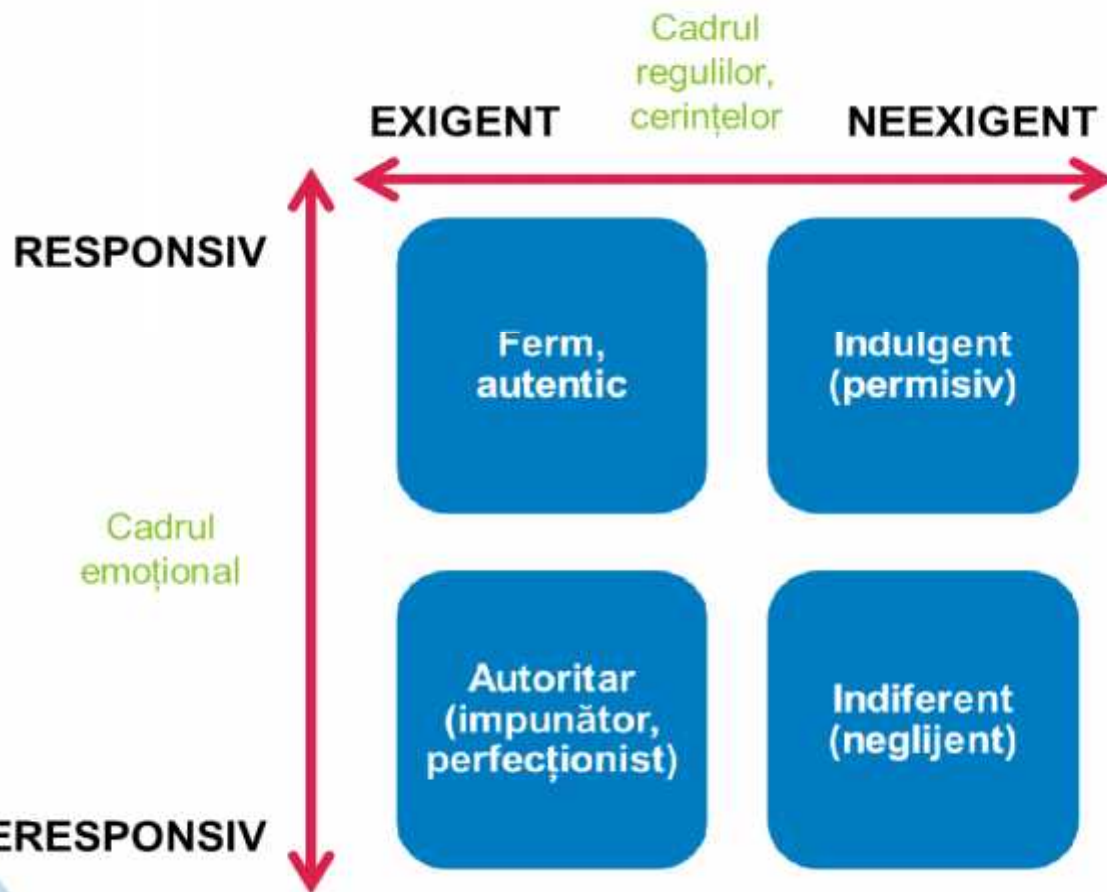 Cadrul
regulilor,
cerințelor
EXIGENT
NEEXIGENT
RESPONSIV
Ferm,
autentic
Indulgent
(permisiv)
Cadrul
emoțional
Autoritar
(impunător,
perfecționist)
Indiferent
(neglijent)
ERESPONSIV